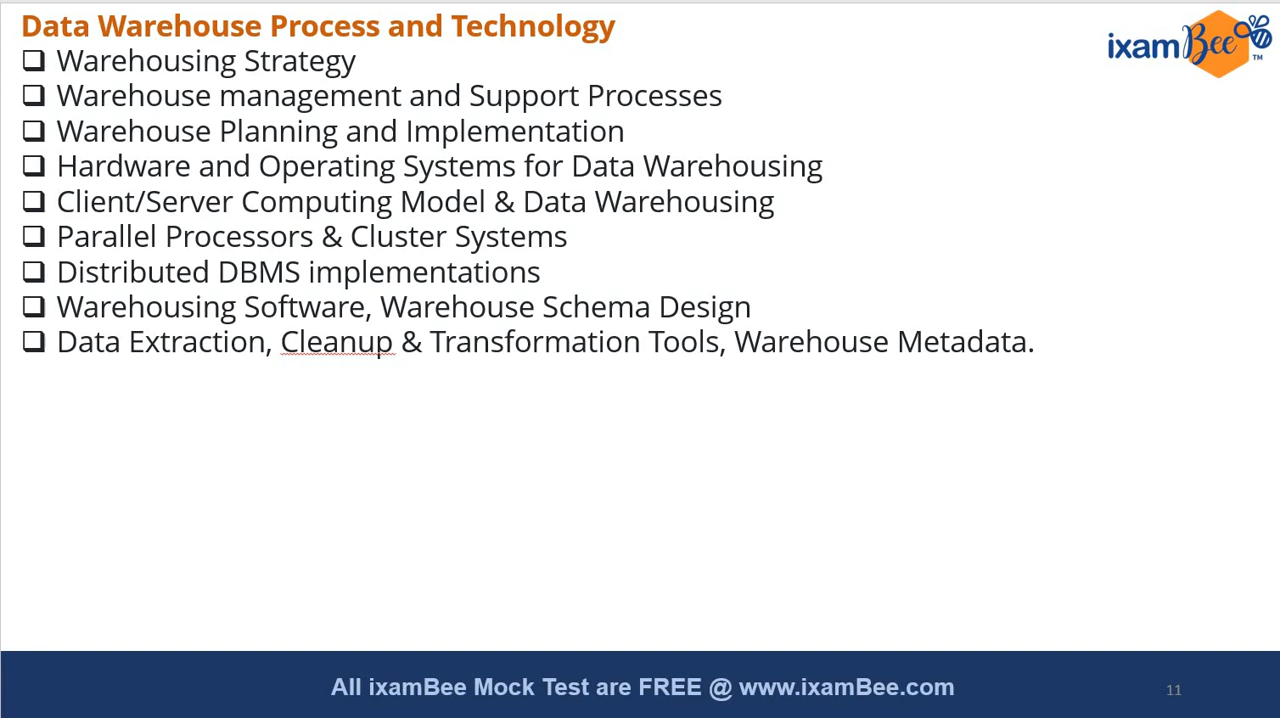 Data Warehouse Process and Technology
ixamBee™
❑ Warehousing Strategy
❑ Warehouse management and Support Processes
❑ Warehouse Planning and Implementation
❑ Hardware and Operating Systems for Data Warehousing
❑ Client/Server Computing Model & Data Warehousing
❑ Parallel Processors & Cluster Systems
❑ Distributed DBMS implementations
❑ Warehousing Software, Warehouse Schema Design
❑ Data Extraction, Cleanup & Transformation Tools, Warehouse Metadata.
All ixamBee Mock Test are FREE @ www.ixamBee.com
11